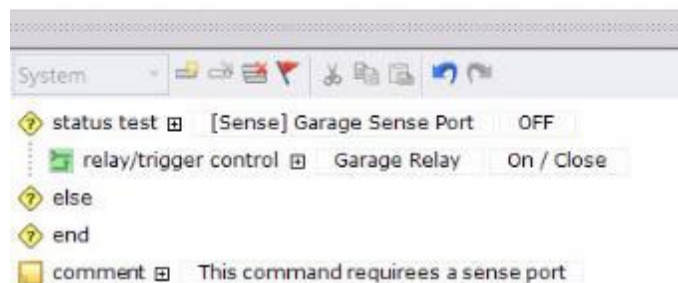 System
status test [Sense] Garage Sense Port OFF
relay/trigger control Garage Relay On / Close
else
end
comment This command requirees a sense port